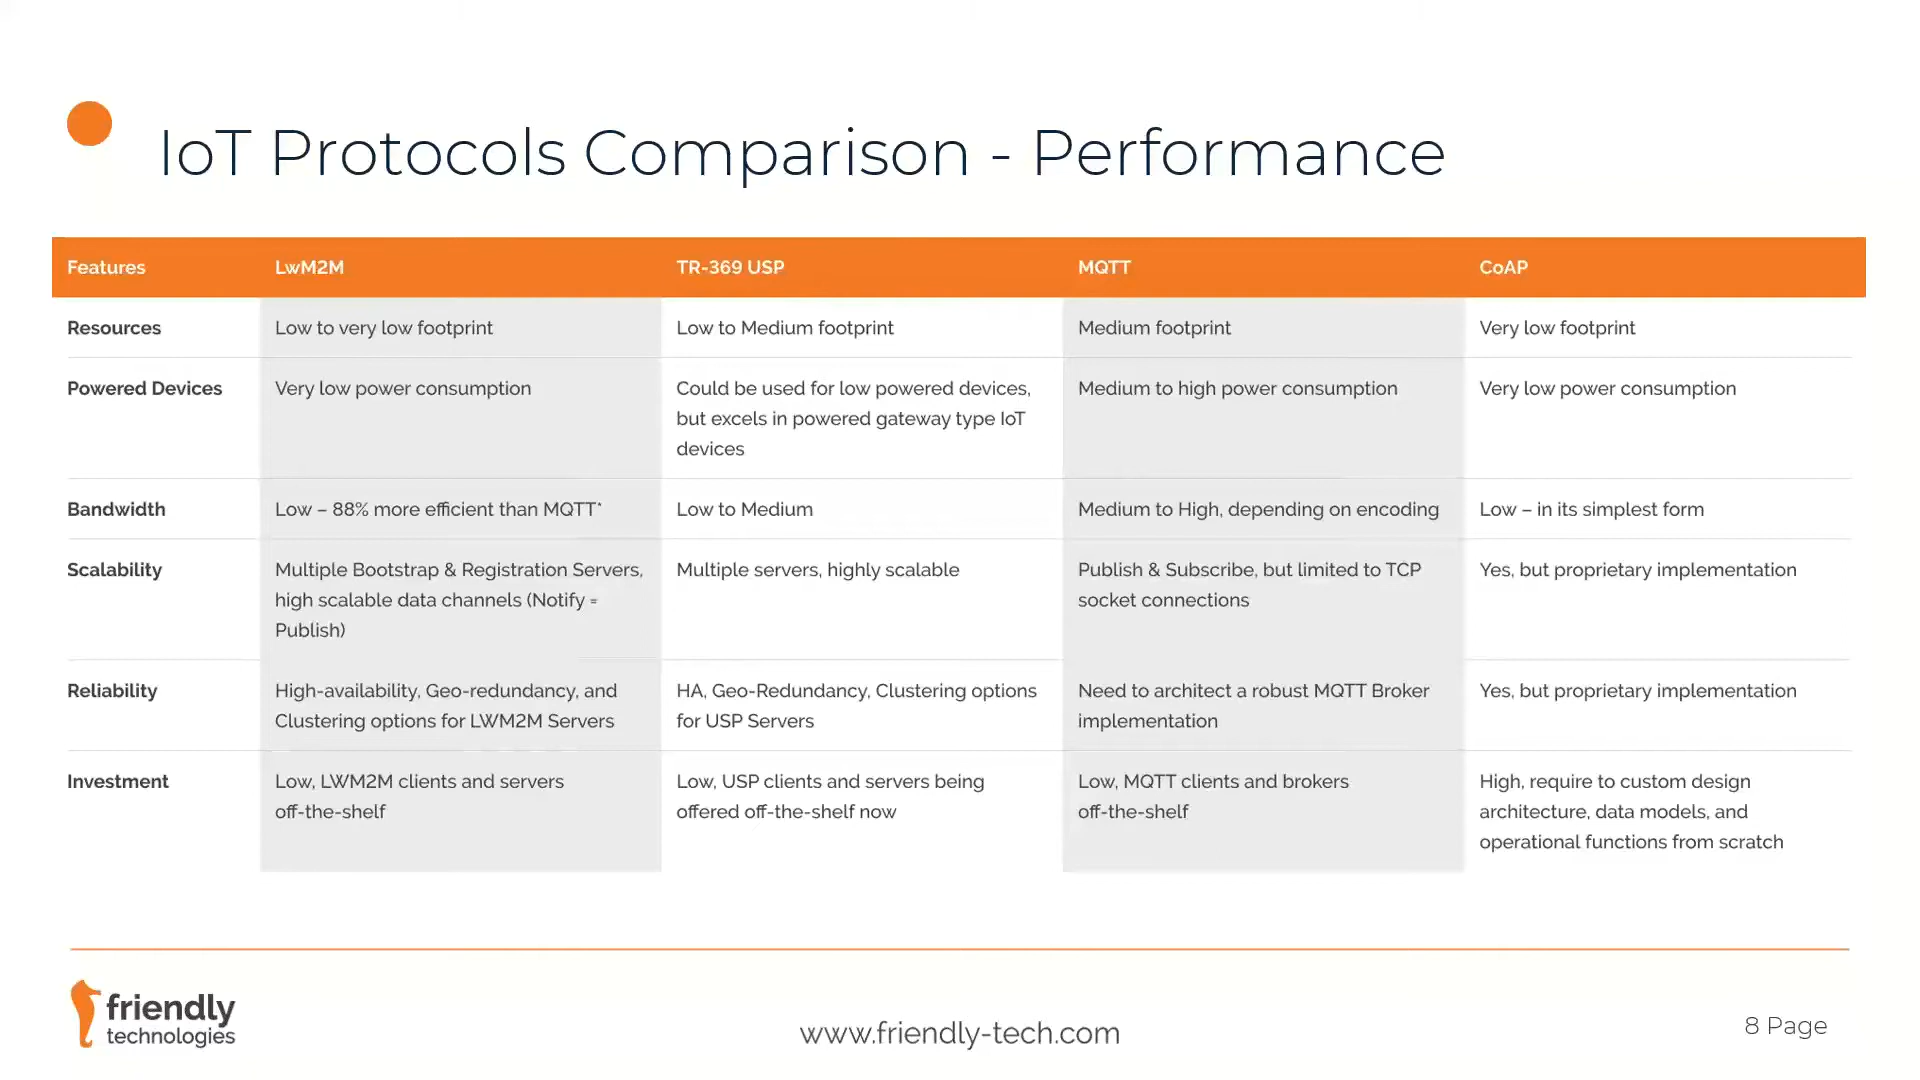 IoT Protocols Comparison - Performance
Features LwM2M TR-369 USP MQTT CoAP
Resources Low to very low footprint Low to Medium footprint Medium footprint Very low footprint
Powered Devices Very low power consumption Could be used for low powered devices, Medium to high power consumption Very low power consumption
but excels in powered gateway type IoT
devices
Bandwidth Low – 88% more efficient than MQTT* Low to Medium Medium to High, depending on encoding Low – in its simplest form
Scalability Multiple Bootstrap & Registration Servers, Multiple servers, highly scalable Publish & Subscribe, but limited to TCP Yes, but proprietary implementation
high scalable data channels (Notify = socket connections
Publish)
Reliability High-availability, Geo-redundancy, and HA, Geo-Redundancy, Clustering options Need to architect a robust MQTT Broker Yes, but proprietary implementation
Clustering options for LWM2M Servers for USP Servers implementation
Investment Low, LWM2M clients and servers Low, USP clients and servers being Low, MQTT clients and brokers High, require to custom design
off-the-shelf offered off-the-shelf now off-the-shelf architecture, data models, and
operational functions from scratch
friendly
technologies
www.friendly-tech.com
8 Page